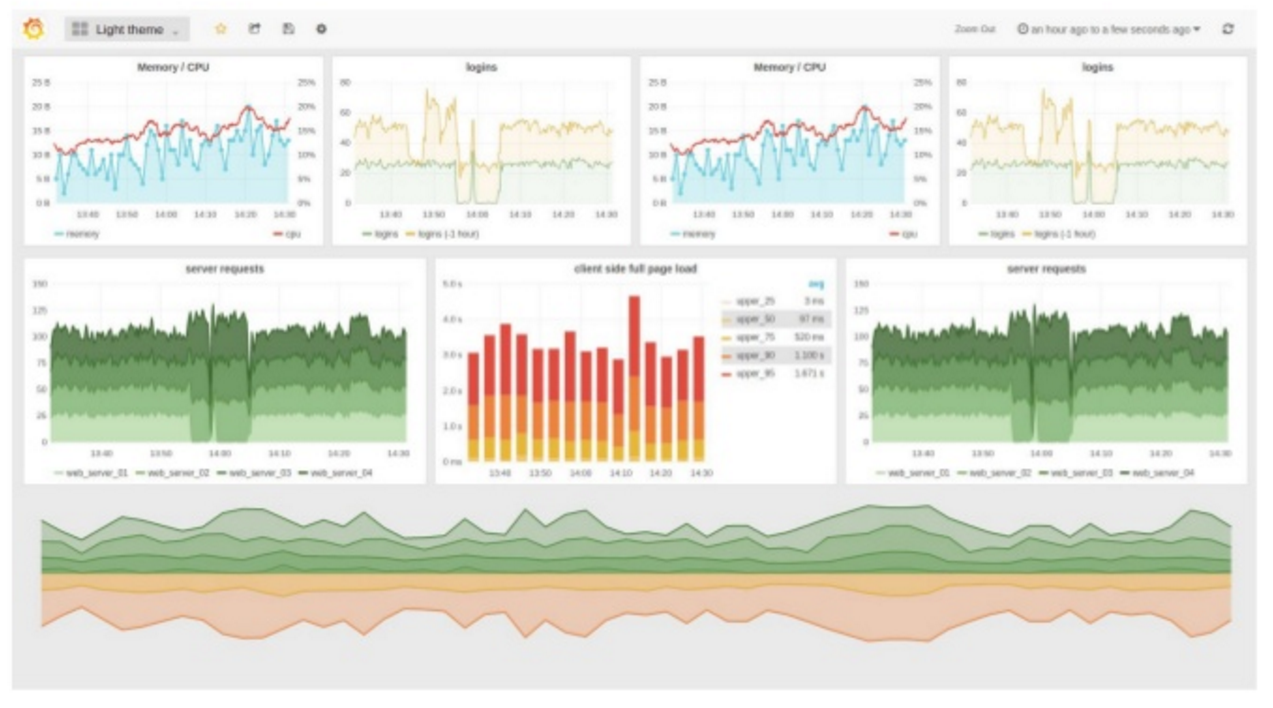 Light theme
Zoom Out
an hour ago to a few seconds ago
Memory / CPU
25 B
20 B
15 B
10 B
5 B
0 B
25%
20%
15%
10%
5%
0%
13:40 13:50 14:00 14:10 14:20 14:30
memory
cpu
logins
80
60
40
20
0
13:40 13:50 14:00 14:10 14:20 14:30
logins logins (-1 hour)
Memory / CPU
25 B
20 B
15 B
10 B
5 B
0 B
25%
20%
15%
10%
5%
0%
13:40 13:50 14:00 14:10 14:20 14:30
memory
cpu
logins
80
60
40
20
0
13:40 13:50 14:00 14:10 14:20 14:30
logins logins (-1 hour)
server requests
150
125
100
75
50
25
0
13:40 13:50 14:00 14:10 14:20 14:30
web_server_01 web_server_02 web_server_03 web_server_04
client side full page load
5.0 s
4.0 s
3.0 s
2.0 s
1.0 s
0 ms
13:40 13:50 14:00 14:10 14:20 14:30
avg
upper_25 3 ms
upper_50 97 ms
upper_75 520 ms
upper_90 1.100 s
upper_95 1.671 s
server requests
150
125
100
75
50
25
0
13:40 13:50 14:00 14:10 14:20 14:30
web_server_01 web_server_02 web_server_03 web_server_04